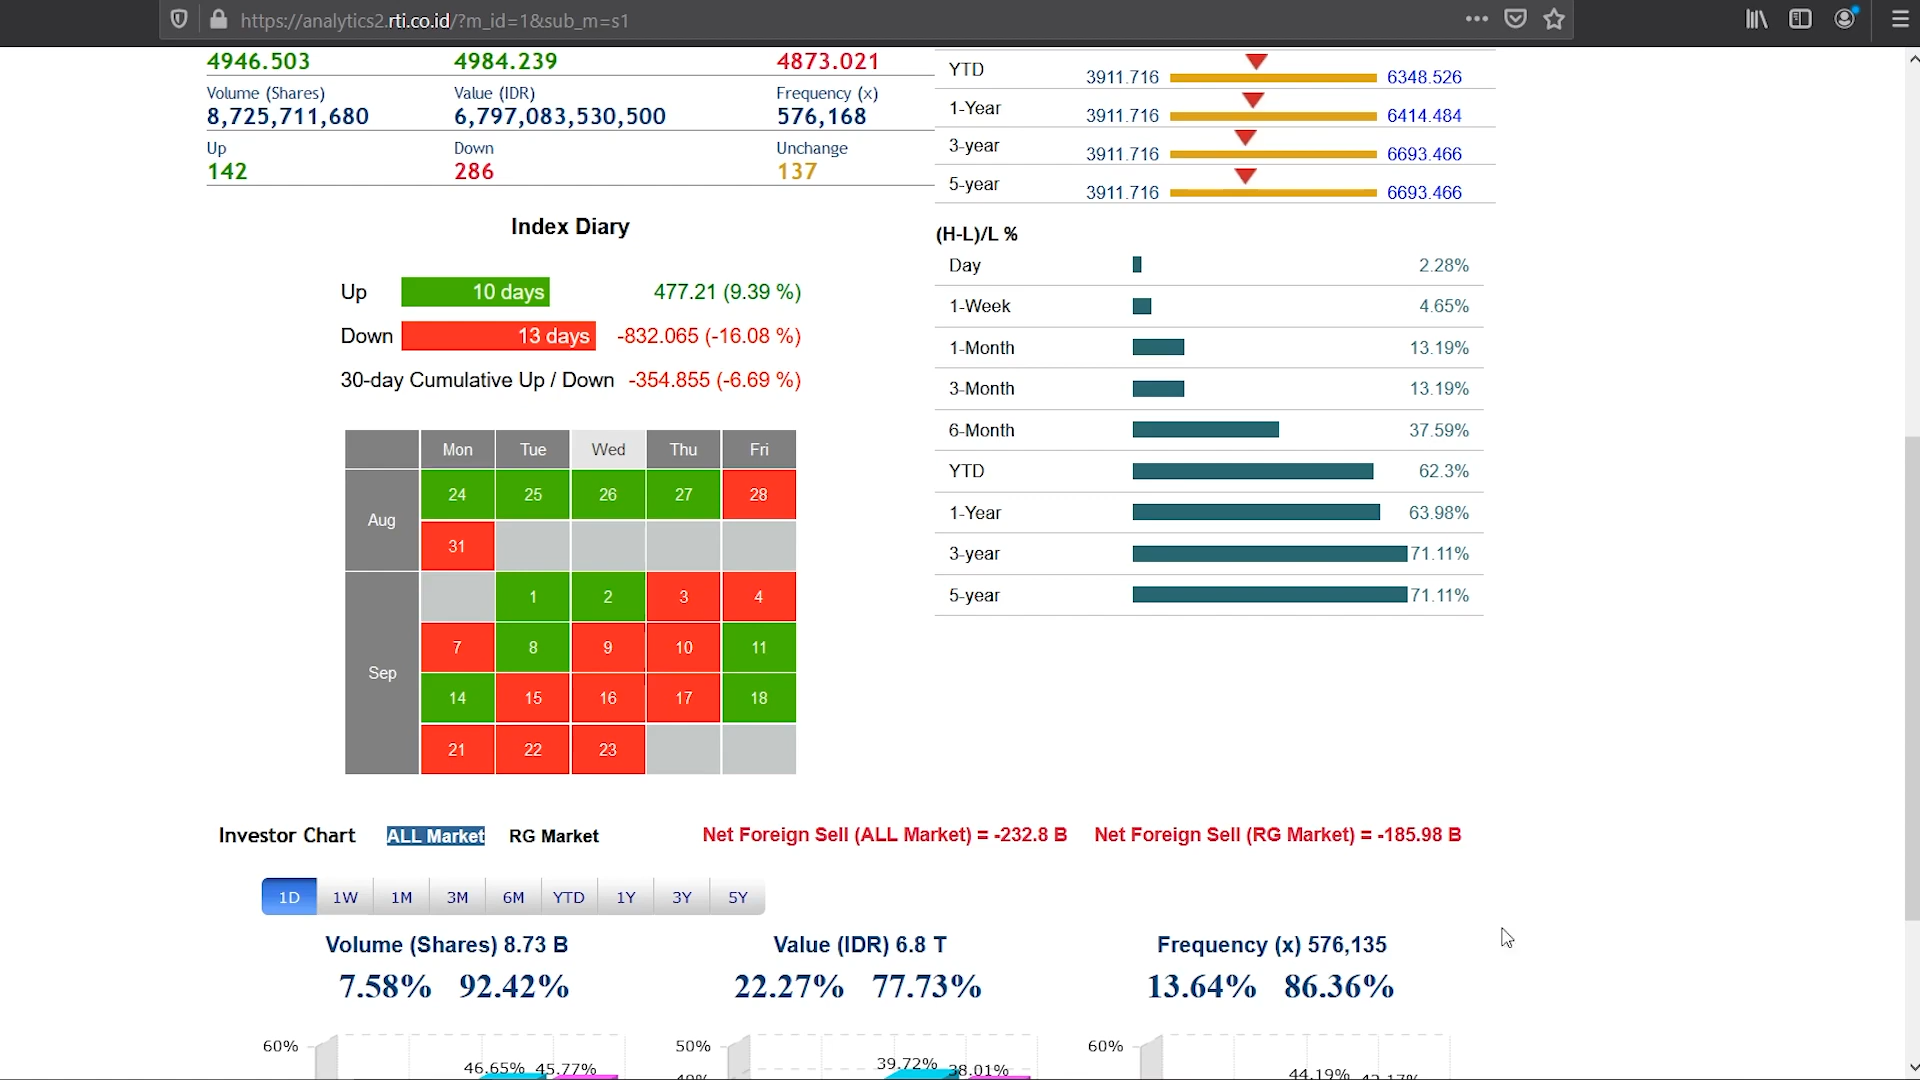 https://analytics2.rti.co.id/?m_id=1&sub_m=s1
4946.503 4984.239 4873.021
Volume (Shares) Value (IDR) Frequency (x)
8,725,711,680 6,797,083,530,500 576,168
Up Down Unchange
142 286 137
YTD 3911.716 6348.526
1-Year 3911.716 6414.484
3-year 3911.716 6693.466
5-year 3911.716 6693.466
Index Diary
Up 10 days 477.21 (9.39 %)
Down 13 days -832.065 (-16.08 %)
30-day Cumulative Up / Down -354.855 (-6.69 %)
Mon Tue Wed Thu Fri
Aug
24 25 26 27 28
31
Sep
1 2 3 4
7 8 9 10 11
14 15 16 17 18
21 22 23
(H-L)/L %
Day 2.28%
1-Week 4.65%
1-Month 13.19%
3-Month 13.19%
6-Month 37.59%
YTD 62.3%
1-Year 63.98%
3-year 71.11%
5-year 71.11%
Investor Chart ALL Market RG Market Net Foreign Sell (ALL Market) = -232.8 B Net Foreign Sell (RG Market) = -185.98 B
1D 1W 1M 3M 6M YTD 1Y 3Y 5Y
Volume (Shares) 8.73 B Value (IDR) 6.8 T Frequency (x) 576,135
7.58% 92.42% 22.27% 77.73% 13.64% 86.36%
60% 50% 60%
46.65% 45.77% 39.72% 38.01% 44.19%